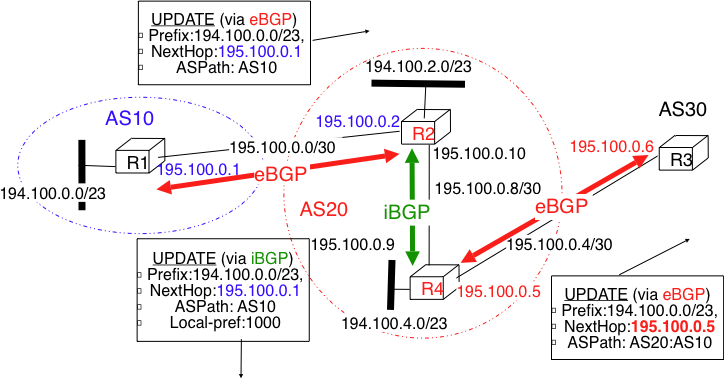 UPDATE (via eBGP)
Prefix:194.100.0.0/23,
NextHop:195.100.0.1
ASPath: AS10
194.100.2.0/23
AS10
AS30
195.100.0.2
R2
195.100.0.0/30
195.100.0.6
R1
R3
195.100.0.10
195.100.0.1
eBGP
194.100.0.0/23
195.100.0.8/30
AS20
iBGP
eBGP
195.100.0.9
195.100.0.4/30
UPDATE (via iBGP)
Prefix:194.100.0.0/23,
NextHop:195.100.0.1
ASPath: AS10
Local-pref:1000
R4
195.100.0.5
194.100.4.0/23
UPDATE (via eBGP)
Prefix:194.100.0.0/23,
NextHop:195.100.0.5
ASPath: AS20:AS10